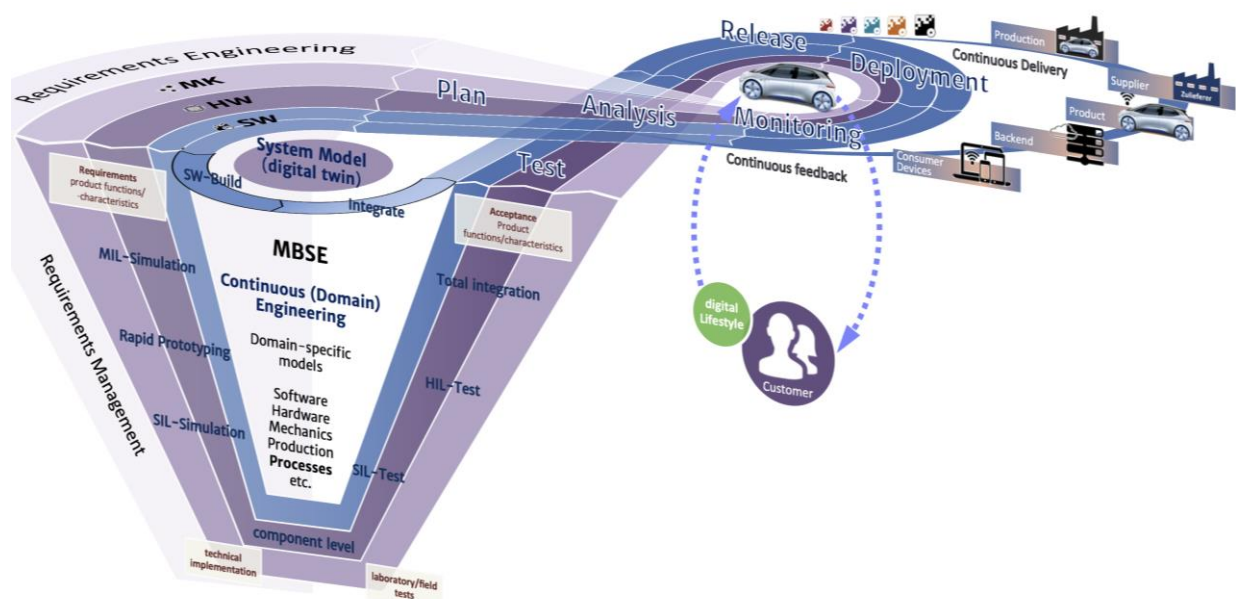 Requirements Engineering
MK
HW
SW
System Model
(digital twin)
SW-Build
Integrate
Plan
Analysis
Test
Release
Deployment
Monitoring
Continuous Delivery
Continuous feedback
Production
Supplier
Zulieferer
Product
Backend
Consumer
Devices
Requirements
product functions/
-characteristics
Acceptance
Product
functions/characteristics
MBSE
Continuous (Domain)
Engineering
Domain-specific
models
Software
Hardware
Mechanics
Production
Processes
etc.
Requirements Management
MIL-Simulation
Rapid Prototyping
SIL-Simulation
Total integration
HIL-Test
SIL-Test
component level
technical
implementation
laboratory/field
tests
digital
Lifestyle
Customer